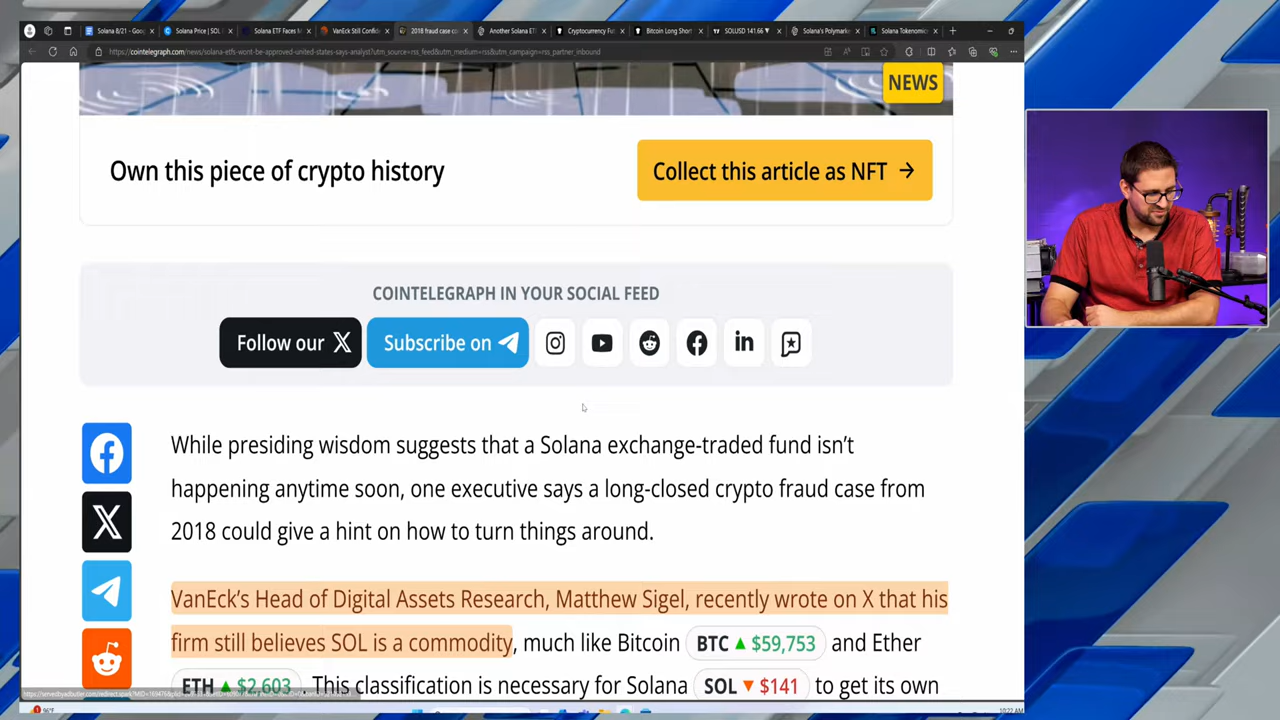 Solana 8/21 - Goo
Solana Price | SOL
Solana ETF Faces M
VanEck Still Confid
2018 fraud case co
Another Solana ET
Cryptocurrency Fu
Bitcoin Long Short
SOLUSD 141.66 ▼
Solana's Polymark
Solana Tokenomic
https://cointelegraph.com/news/solana-etfs-wont-be-approved-united-states-says-analyst?utm_source=rss_feed&utm_medium=rss&utm_campaign=rss_partner_inbound
NEWS
Own this piece of crypto history
Collect this article as NFT →
COINTELEGRAPH IN YOUR SOCIAL FEED
Follow our X
Subscribe on
While presiding wisdom suggests that a Solana exchange-traded fund isn't
happening anytime soon, one executive says a long-closed crypto fraud case from
2018 could give a hint on how to turn things around.
VanEck's Head of Digital Assets Research, Matthew Sigel, recently wrote on X that his
firm still believes SOL is a commodity, much like Bitcoin BTC ▲ $59,753 and Ether
ETH ▲ $2,603. This classification is necessary for Solana SOL ▼ $141 to get its own
96°F
10:22 AM